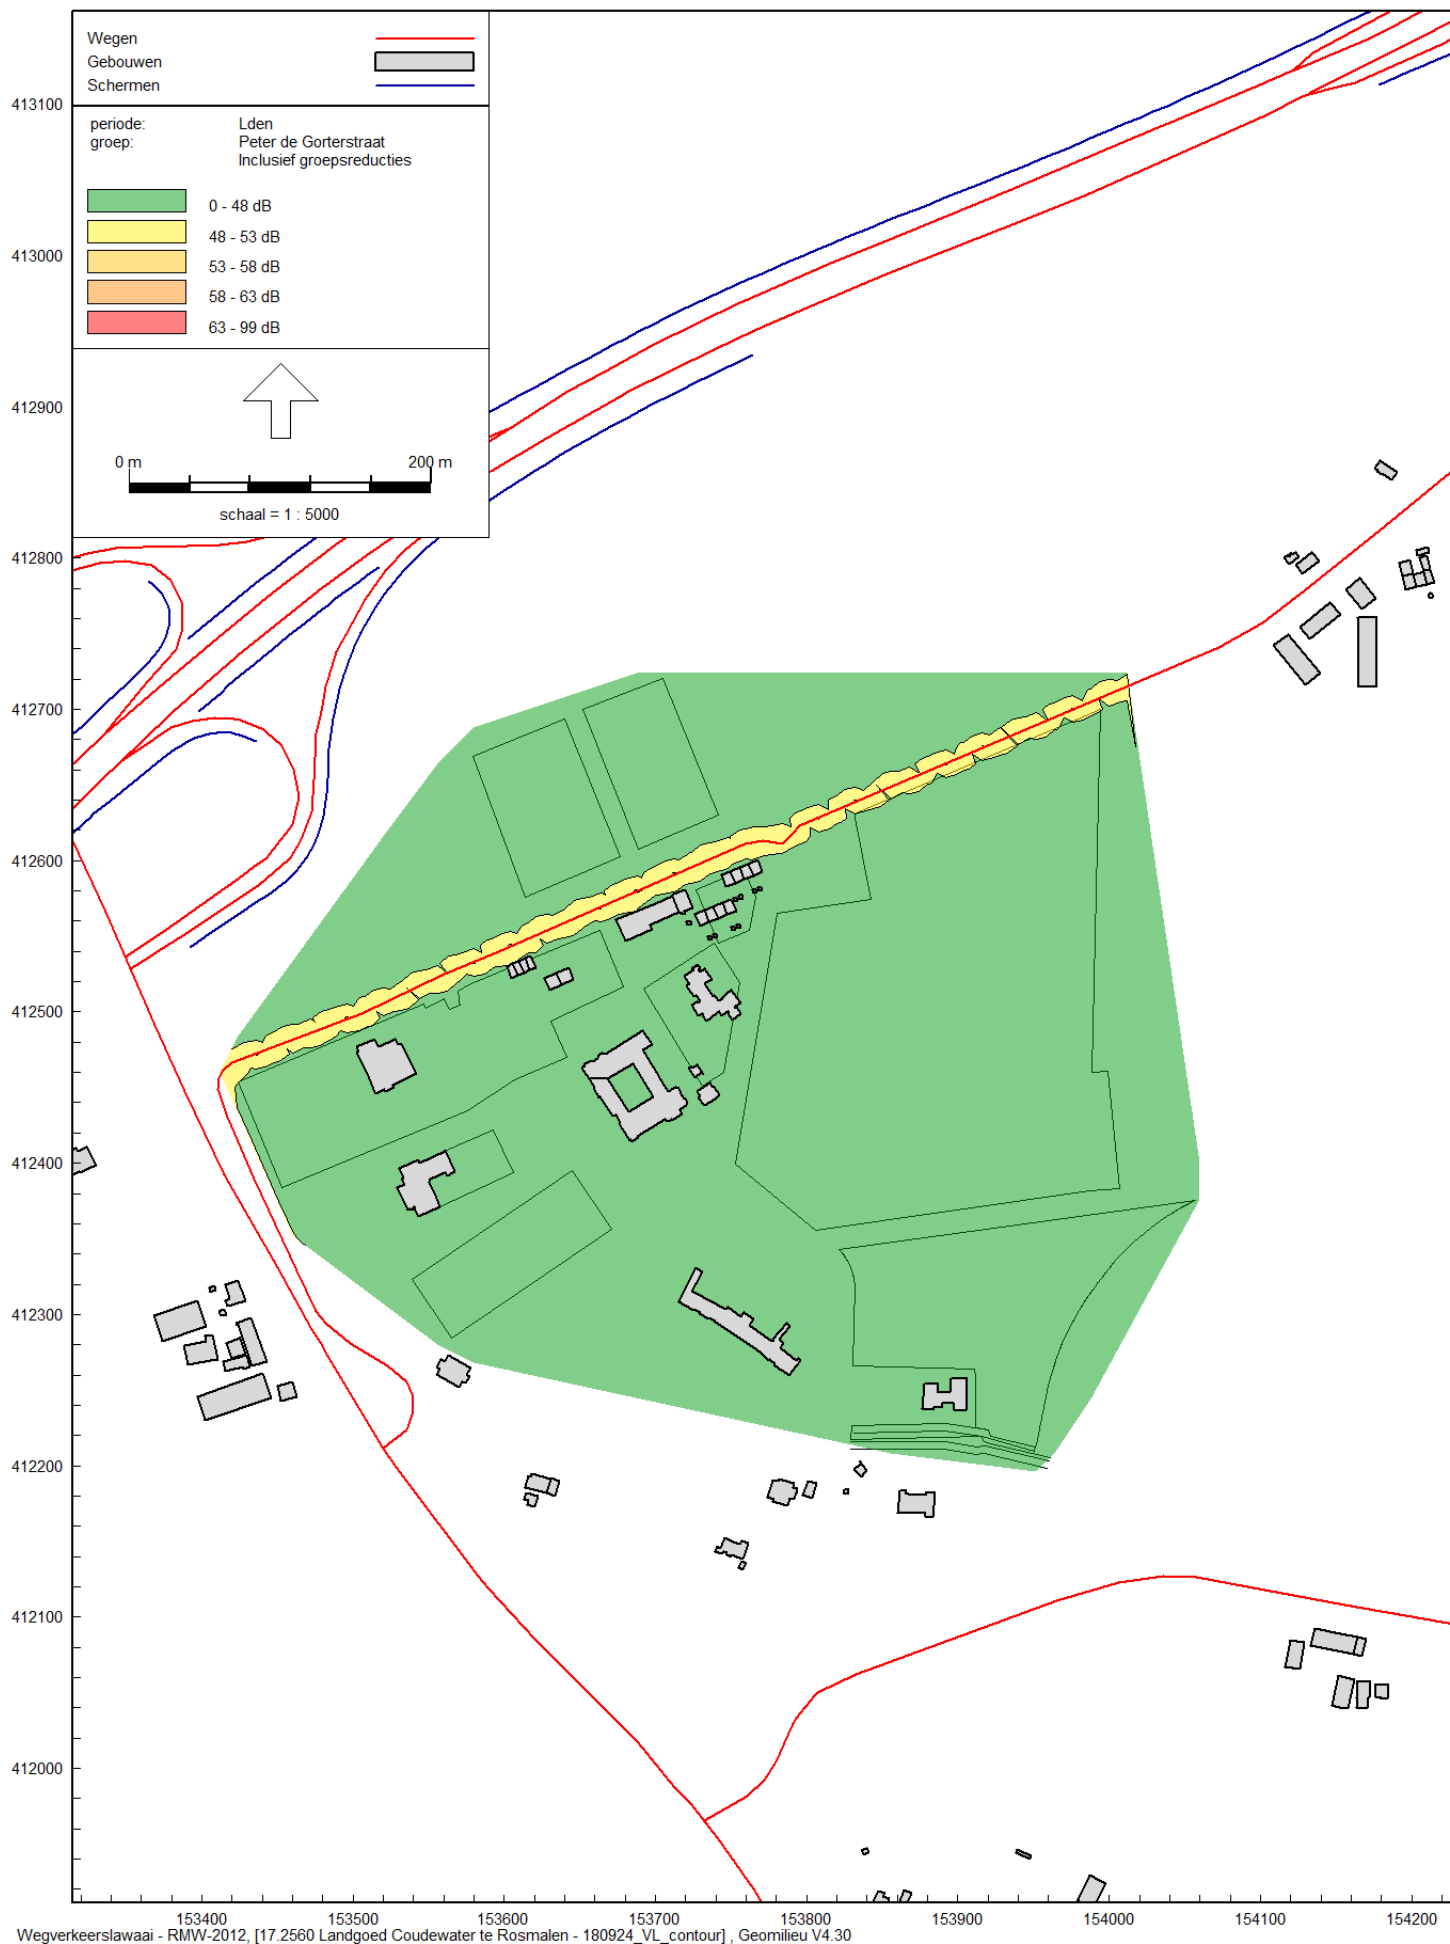 Wegen
Gebouwen
Schermen
periode: Lden
groep: Peter de Gorterstraat
Inclusief groepsreducties
0 - 48 dB
48 - 53 dB
53 - 58 dB
58 - 63 dB
63 - 99 dB
0 m 200 m
schaal = 1 : 5000
413100
413000
412900
412800
412700
412600
412500
412400
412300
412200
412100
412000
153400 153500 153600 153700 153800 153900 154000 154100 154200
Wegverkeerslawaai - RMW-2012, [17.2560 Landgoed Coudewater te Rosmalen - 180924_VL_contour] , Geomilieu V4.30